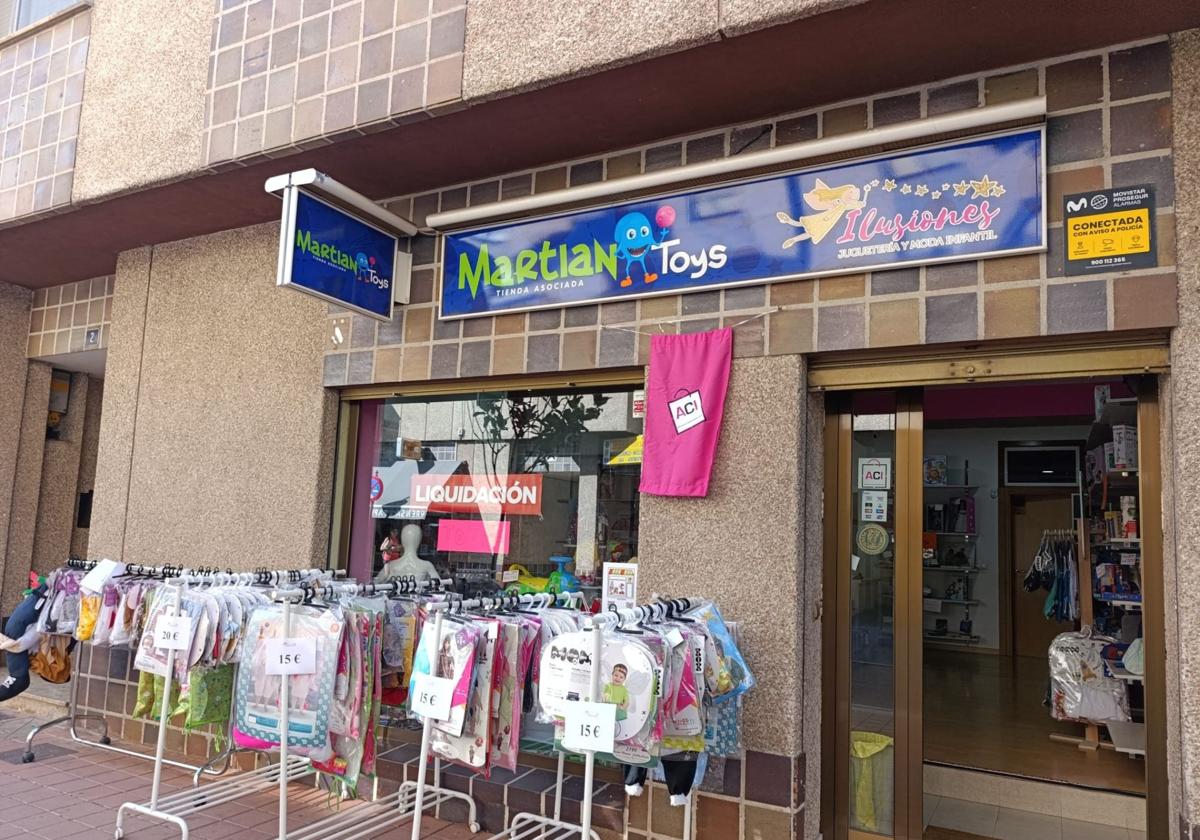 MARTIAN Toys
TIENDA ASOCIADA
MARTIAN Toys
TIENDA ASOCIADA
Ilusiones
JUGUETERÍA Y MODA INFANTIL
MOVISTAR
PROSEGUR
ALARMAS
CONECTADA
CON AVISO A POLICÍA
900 112 365
2
ACI
ACI
LIQUIDACIÓN
20 €
15 €
15 €
15 €